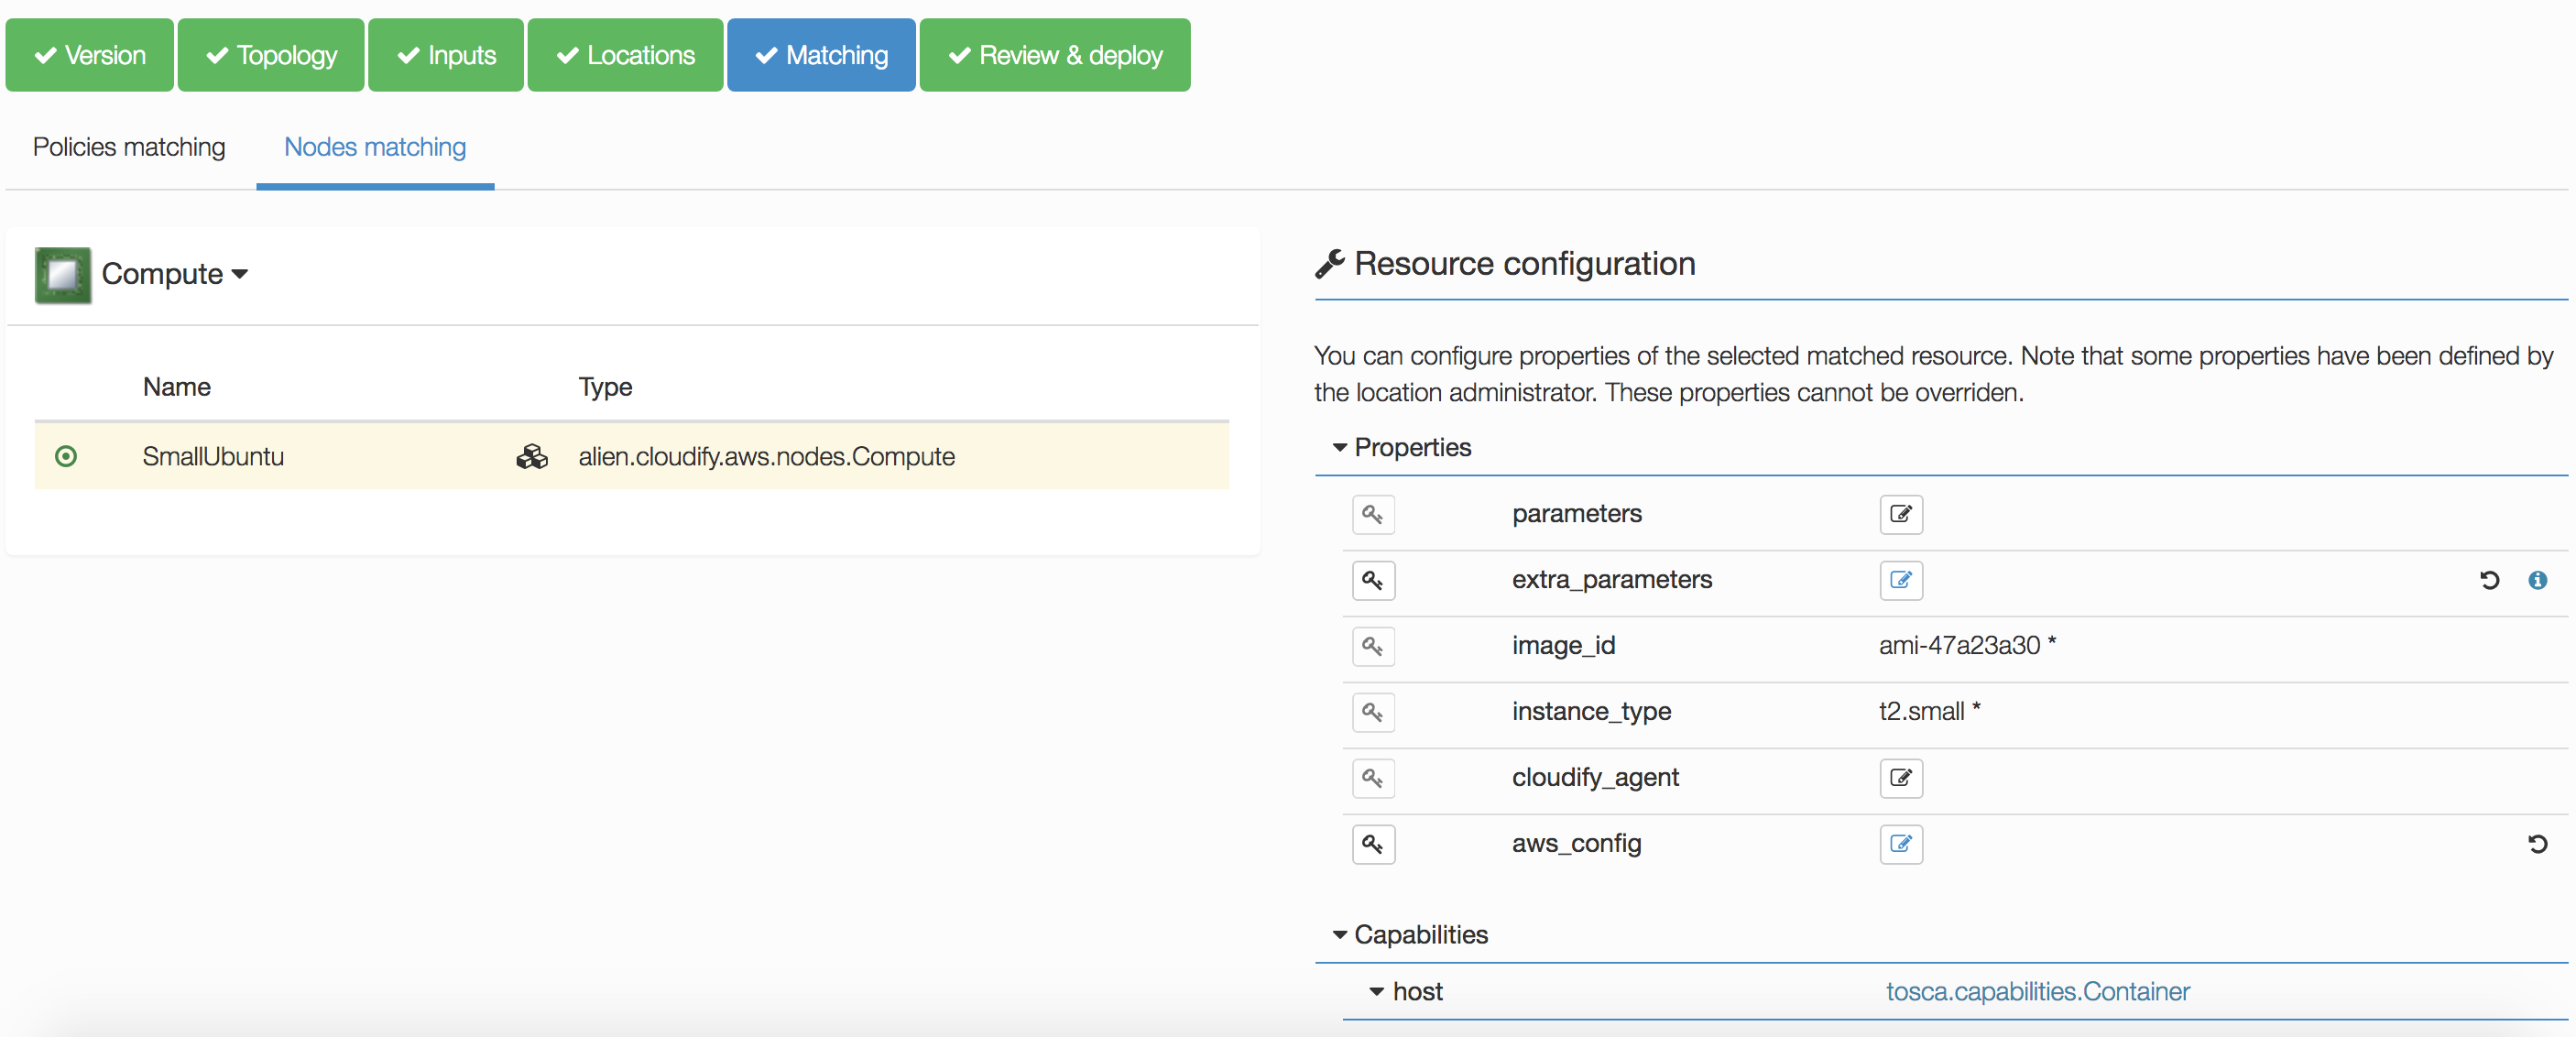 Version Topology Inputs Locations Matching Review & deploy
Policies matching Nodes matching
Compute
Name Type
SmallUbuntu alien.cloudify.aws.nodes.Compute
Resource configuration
You can configure properties of the selected matched resource. Note that some properties have been defined by
the location administrator. These properties cannot be overriden.
Properties
parameters
extra_parameters
image_id ami-47a23a30 *
instance_type t2.small *
cloudify_agent
aws_config
Capabilities
host tosca.capabilities.Container